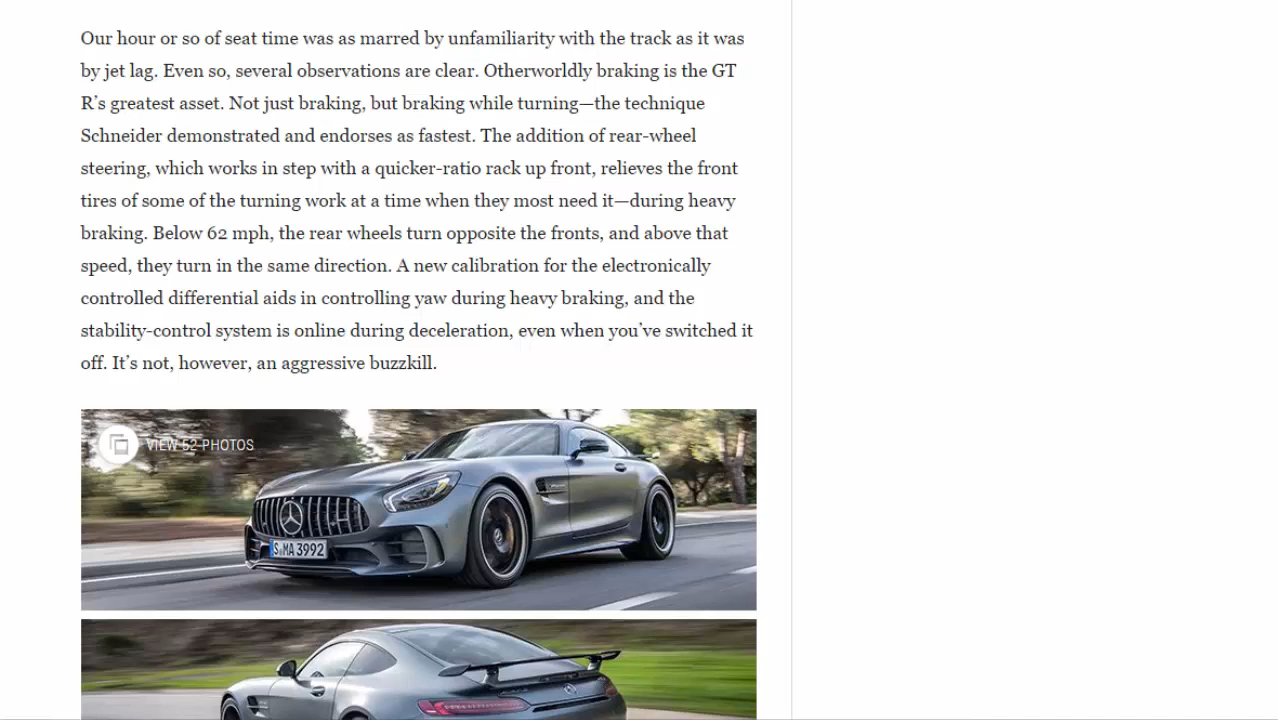 Our hour or so of seat time was as marred by unfamiliarity with the track as it was
by jet lag. Even so, several observations are clear. Otherworldly braking is the GT
R’s greatest asset. Not just braking, but braking while turning—the technique
Schneider demonstrated and endorses as fastest. The addition of rear-wheel
steering, which works in step with a quicker-ratio rack up front, relieves the front
tires of some of the turning work at a time when they most need it—during heavy
braking. Below 62 mph, the rear wheels turn opposite the fronts, and above that
speed, they turn in the same direction. A new calibration for the electronically
controlled differential aids in controlling yaw during heavy braking, and the
stability-control system is online during deceleration, even when you’ve switched it
off. It’s not, however, an aggressive buzzkill.
VIEW 52 PHOTOS
S MA 3992